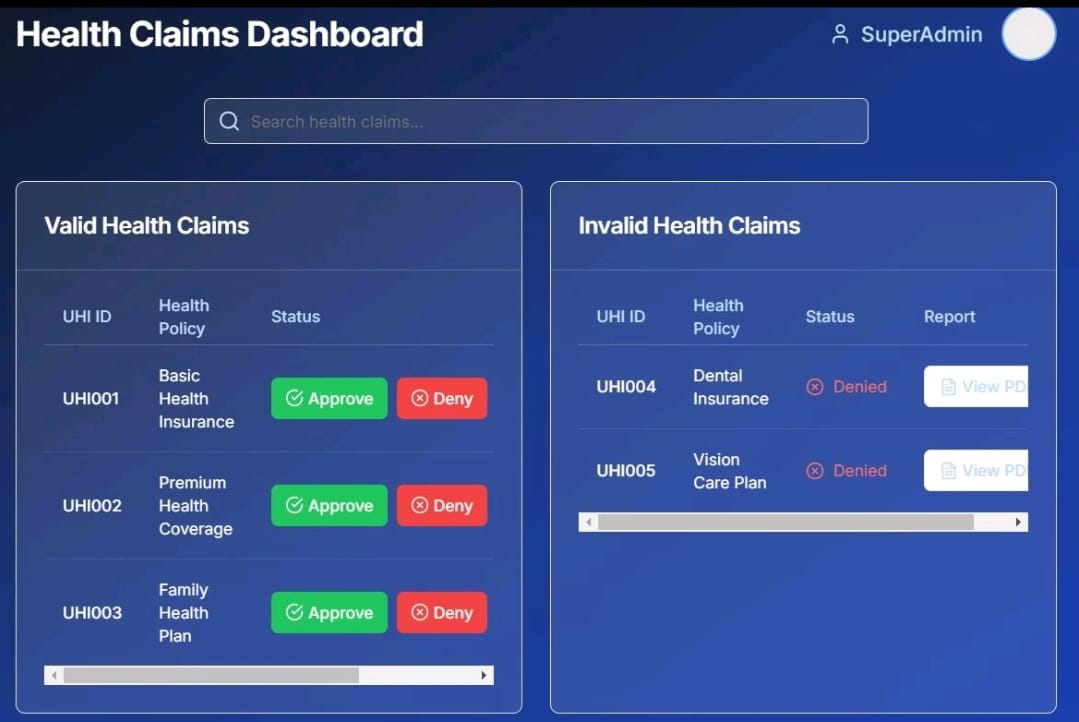 Health Claims Dashboard
SuperAdmin
Search health claims...
Valid Health Claims
UHI ID
Health
Policy
Status
UHI001
Basic
Health
Insurance
Approve
Deny
UHI002
Premium
Health
Coverage
Approve
Deny
UHI003
Family
Health
Plan
Approve
Deny
Invalid Health Claims
UHI ID
Health
Policy
Status
Report
UHI004
Dental
Insurance
Denied
View PD
UHI005
Vision
Care Plan
Denied
View PD